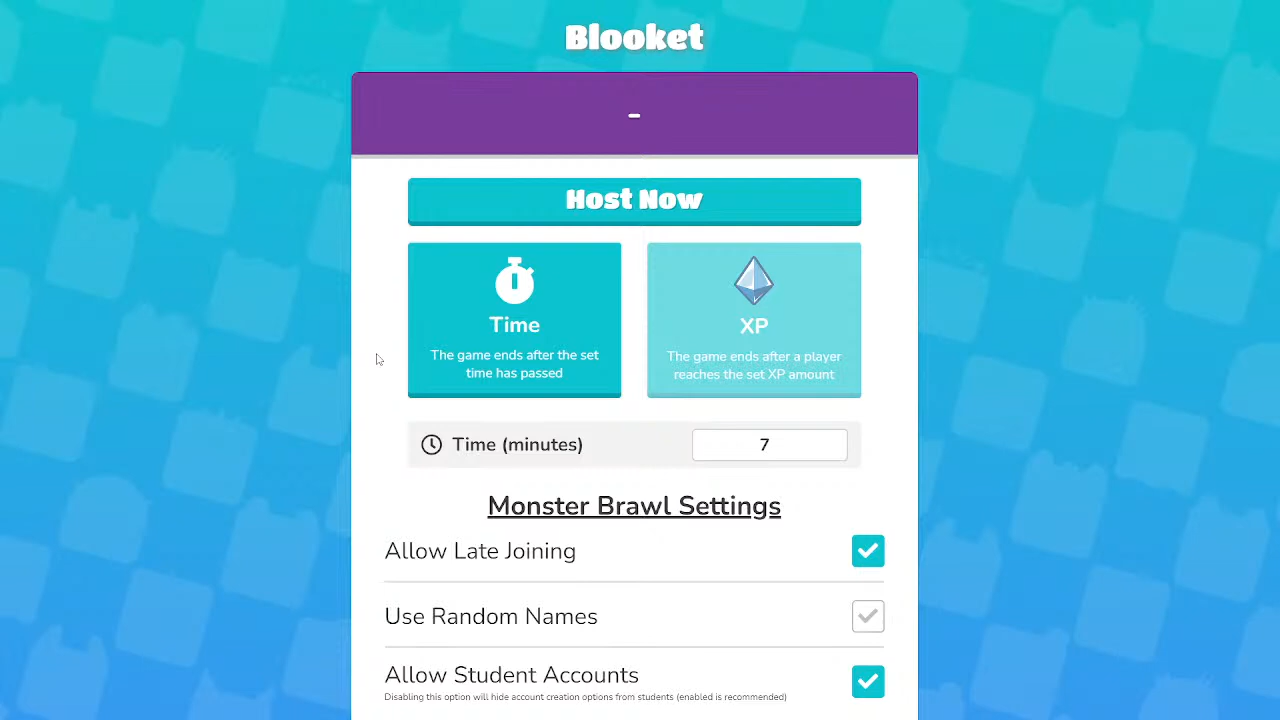 Blooket
-
Host Now
Time
The game ends after the set
time has passed
XP
The game ends after a player
reaches the set XP amount
Time (minutes)
7
Monster Brawl Settings
Allow Late Joining
Use Random Names
Allow Student Accounts
Disabling this option will hide account creation options from students (enabled is recommended)